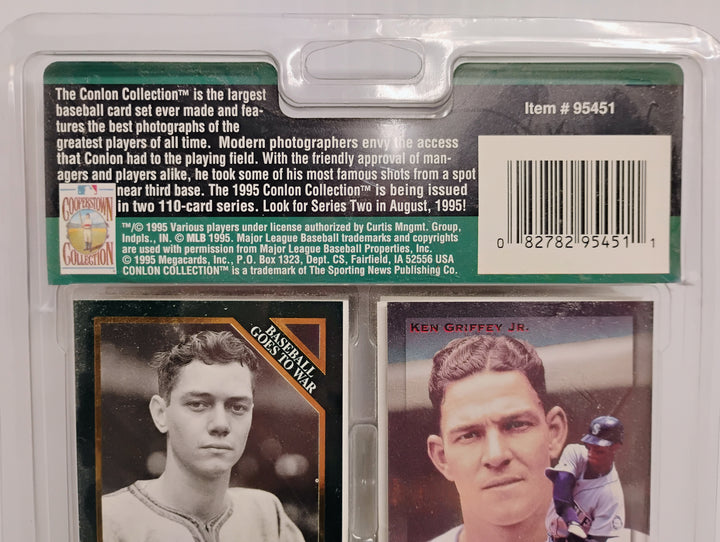 The Conlon Collection™ is the largest
baseball card set ever made and fea-
tures the best photographs of the
greatest players of all time. Modern photographers envy the access
that Conlon had to the playing field. With the friendly approval of man-
agers and players alike, he took some of his most famous shots from a spot
near third base. The 1995 Conlon Collection™ is being issued
in two 110-card series. Look for Series Two in August, 1995!
COOPERSTOWN
COLLECTION
™/© 1995 Various players under license authorized by Curtis Mngmt. Group,
Indpls., IN. © MLB 1995. Major League Baseball trademarks and copyrights
are used with permission from Major League Baseball Properties, Inc.
© 1995 Megacards, Inc., P.O. Box 1323, Dept. CS, Fairfield, IA 52556 USA
CONLON COLLECTION™ is a trademark of The Sporting News Publishing Co.
Item # 95451
0 82782 95451 1
BASEBALL
GOES TO WAR
KEN GRIFFEY JR.